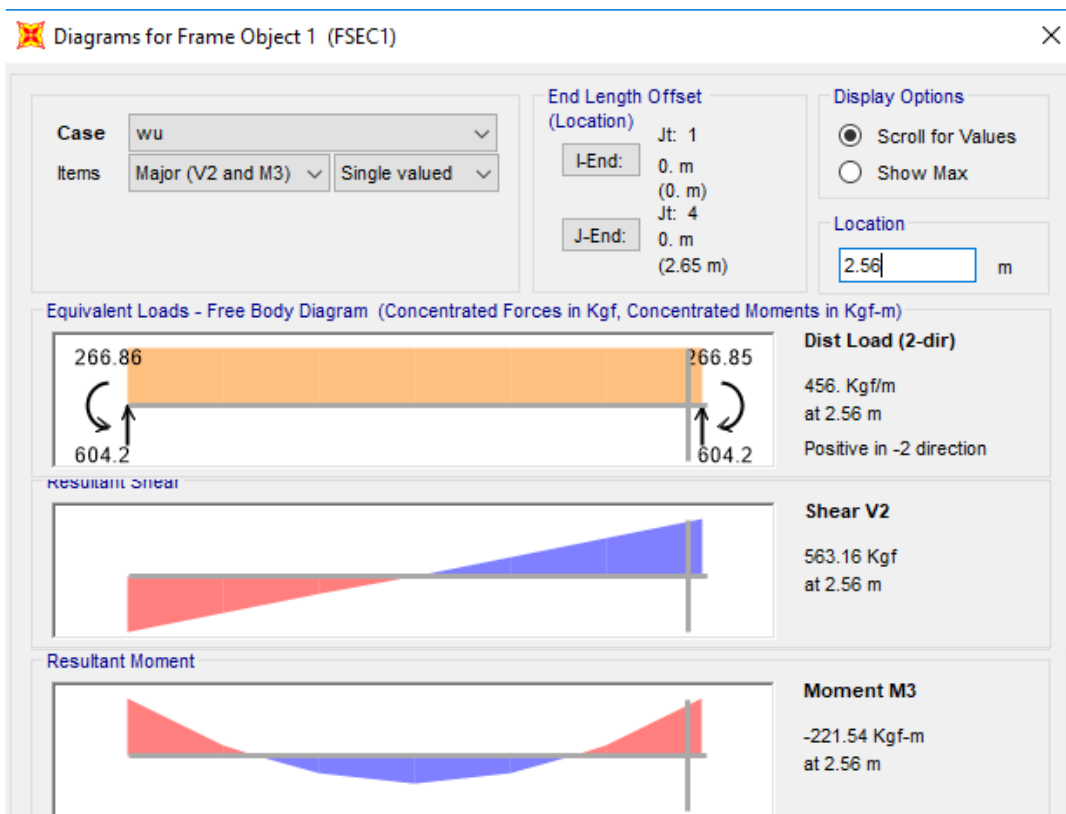 Diagrams for Frame Object 1 (FSEC1)
Case wu
Items Major (V2 and M3) Single valued
End Length Offset
(Location)
Jt: 1
I-End: 0. m
(0. m)
Jt: 4
J-End: 0. m
(2.65 m)
Display Options
Scroll for Values
Show Max
Location
2.56 m
Equivalent Loads - Free Body Diagram (Concentrated Forces in Kgf, Concentrated Moments in Kgf-m)
266.86 266.85
604.2 604.2
Dist Load (2-dir)
456. Kgf/m
at 2.56 m
Positive in -2 direction
Resultant Shear
Shear V2
563.16 Kgf
at 2.56 m
Resultant Moment
Moment M3
-221.54 Kgf-m
at 2.56 m